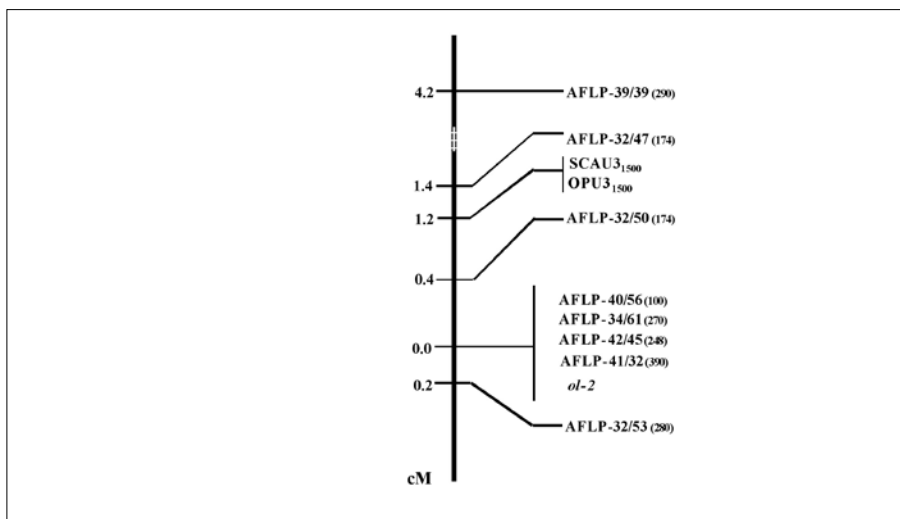 4.2 AFLP-39/39 (290)
AFLP-32/47 (174)
SCAU3₁₅₀₀
1.4 OPU3₁₅₀₀
1.2 AFLP-32/50 (174)
0.4
AFLP-40/56 (100)
AFLP-34/61 (270)
0.0 AFLP-42/45 (248)
AFLP-41/32 (390)
0.2 ol-2
AFLP-32/53 (280)
cM